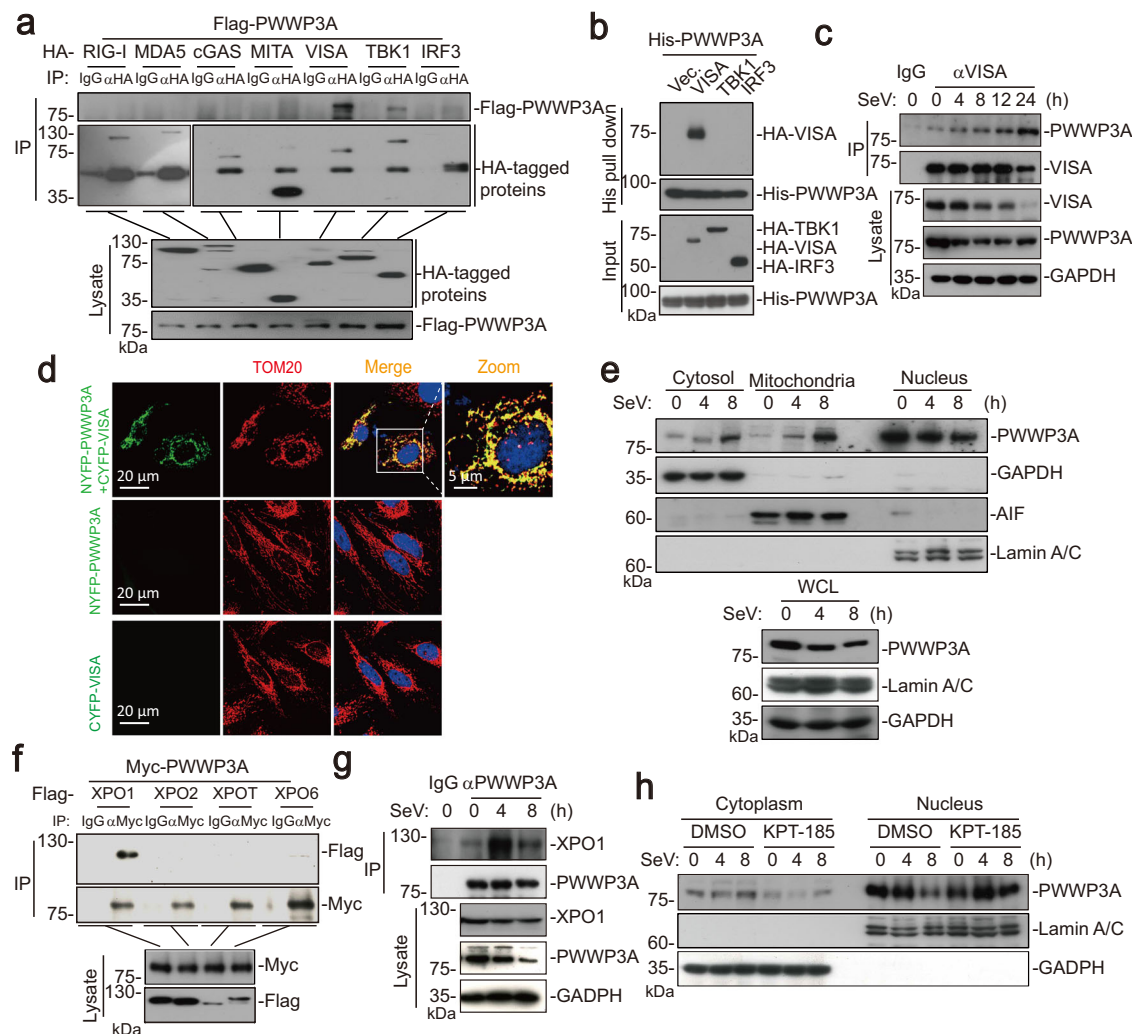 a
Flag-PWWP3A
HA- RIG-I MDA5 cGAS MITA VISA TBK1 IRF3
IP: IgG αHA IgG αHA IgG αHA IgG αHA IgG αHA IgG αHA IgG αHA
IP
75-
-Flag-PWWP3A
130-
75-
35-
HA-tagged
proteins
Lysate
130-
75-
35-
HA-tagged
proteins
75-
-Flag-PWWP3A
kDa
b
His-PWWP3A
Vec. VISA TBK1 IRF3
His pull down
75-
-HA-VISA
100-
-His-PWWP3A
Input
75-
50-
-HA-TBK1
-HA-VISA
-HA-IRF3
100-
-His-PWWP3A
kDa
c
IgG αVISA
SeV: 0 0 4 8 12 24 (h)
IP
75-
-PWWP3A
75-
-VISA
Lysate
75-
-VISA
75-
-PWWP3A
35-
-GAPDH
kDa
d
TOM20 Merge Zoom
NYFP-PWWP3A
+CYFP-VISA
20 μm
5 μm
NYFP-PWWP3A
20 μm
CYFP-VISA
20 μm
e
Cytosol Mitochondria Nucleus
SeV: 0 4 8 0 4 8 0 4 8 (h)
75-
-PWWP3A
35-
-GAPDH
60-
-AIF
60-
-Lamin A/C
kDa
WCL
SeV: 0 4 8 (h)
75-
-PWWP3A
60-
-Lamin A/C
35-
-GAPDH
kDa
f
Myc-PWWP3A
Flag- XPO1 XPO2 XPOT XPO6
IP: IgG αMyc IgG αMyc IgG αMyc IgG αMyc
IP
130-
-Flag
75-
-Myc
Lysate
75-
-Myc
130-
-Flag
kDa
g
IgG αPWWP3A
SeV: 0 0 4 8 (h)
IP
130-
-XPO1
75-
-PWWP3A
Lysate
130-
-XPO1
75-
-PWWP3A
35-
-GADPH
kDa
h
Cytoplasm Nucleus
DMSO KPT-185 DMSO KPT-185
SeV: 0 4 8 0 4 8 0 4 8 0 4 8 (h)
75-
-PWWP3A
60-
-Lamin A/C
35-
-GADPH
kDa